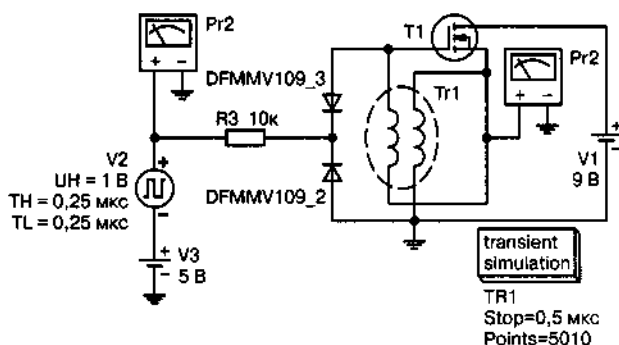 Pr2
T1
Pr2
DFMMV109_3
Tr1
R3 10к
V2
UH = 1 В
TH = 0,25 мкс
TL = 0,25 мкс
DFMMV109_2
V1
9 В
V3
5 В
transient
simulation
TR1
Stop=0,5 мкс
Points=5010